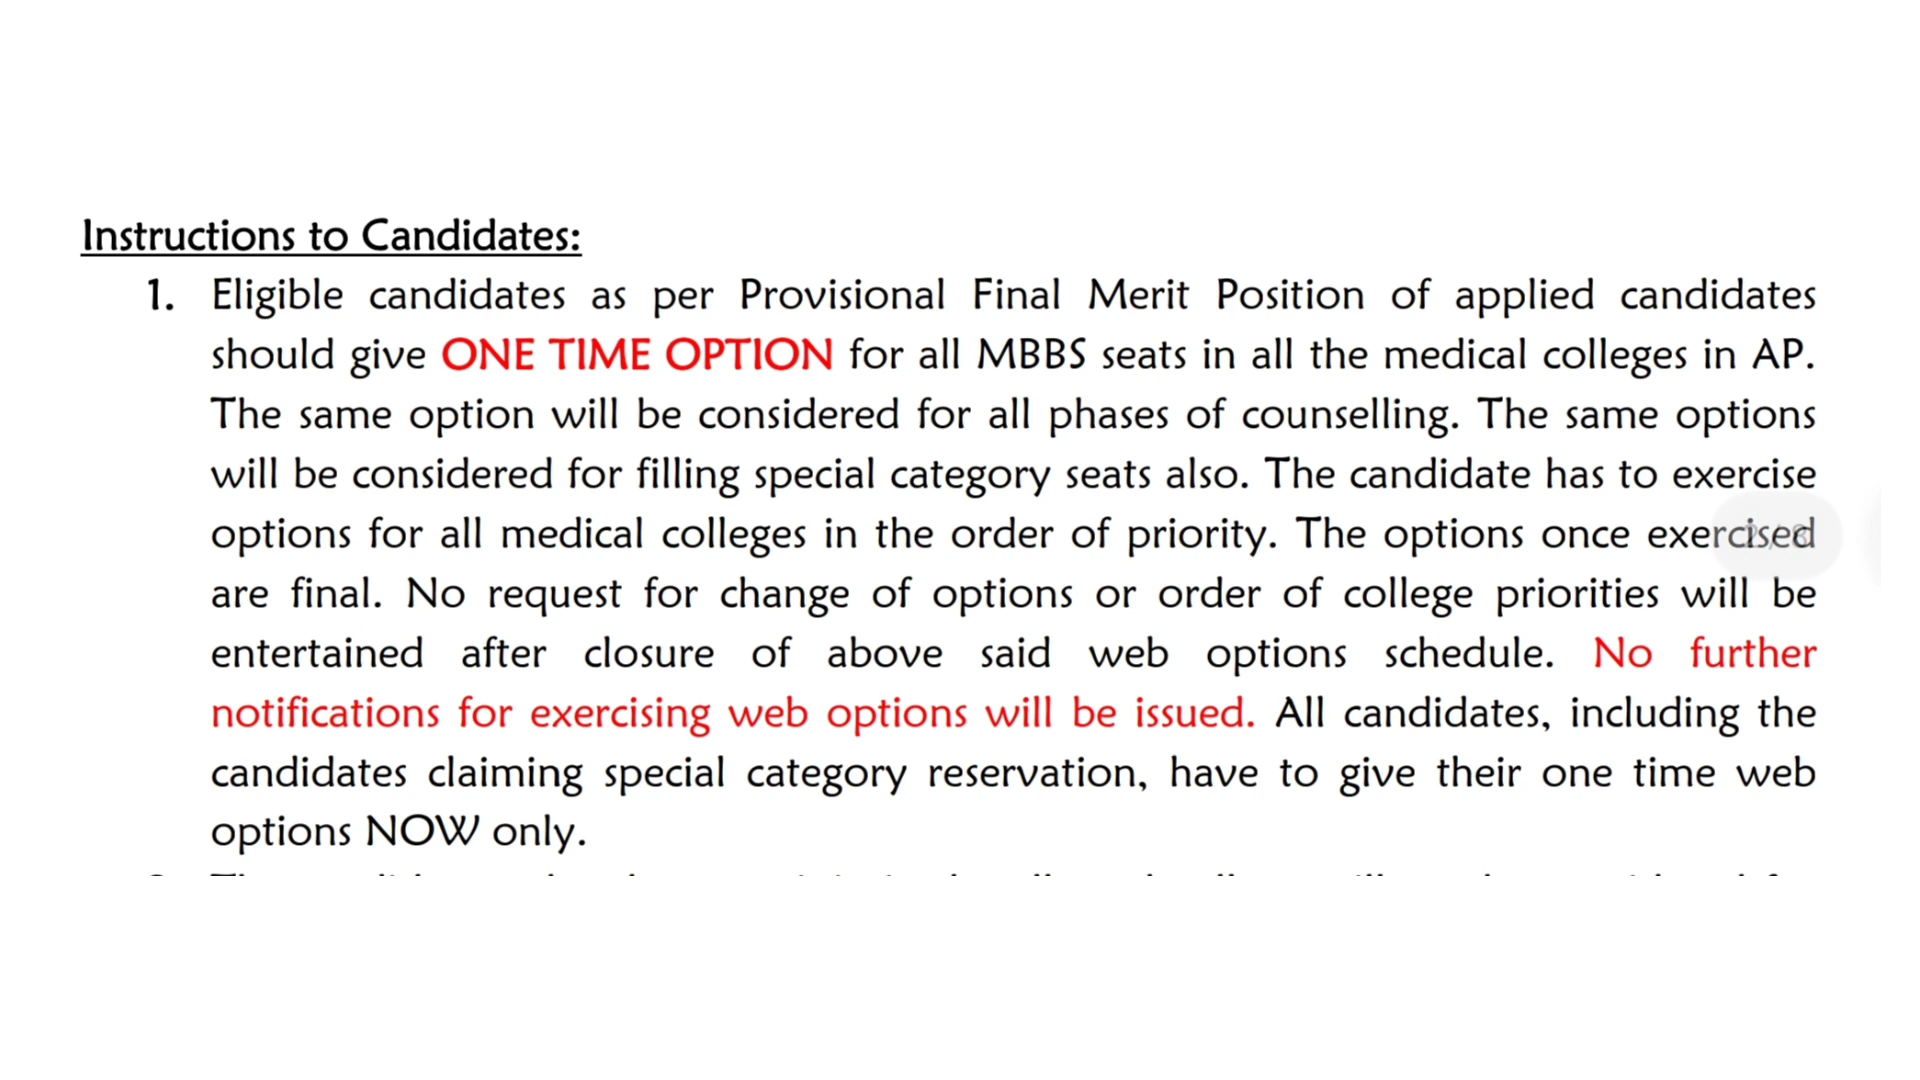 Instructions to Candidates:
1. Eligible candidates as per Provisional Final Merit Position of applied candidates
should give ONE TIME OPTION for all MBBS seats in all the medical colleges in AP.
The same option will be considered for all phases of counselling. The same options
will be considered for filling special category seats also. The candidate has to exercise
options for all medical colleges in the order of priority. The options once exercised
are final. No request for change of options or order of college priorities will be
entertained after closure of above said web options schedule. No further
notifications for exercising web options will be issued. All candidates, including the
candidates claiming special category reservation, have to give their one time web
options NOW only.